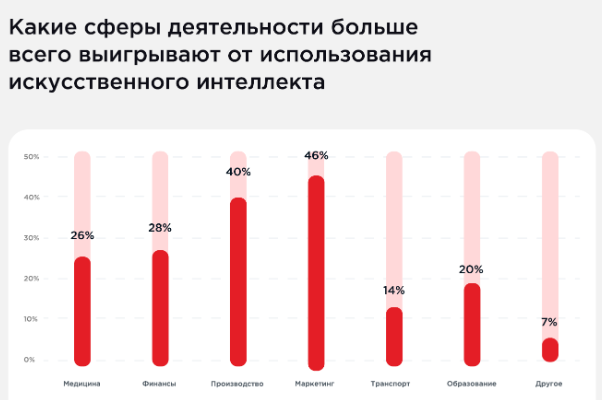 Какие сферы деятельности больше
всего выигрывают от использования
искусственного интеллекта
50%
40%
30%
20%
10%
0%
26%
28%
40%
46%
14%
20%
7%
Медицина
Финансы
Производство
Маркетинг
Транспорт
Образование
Другое